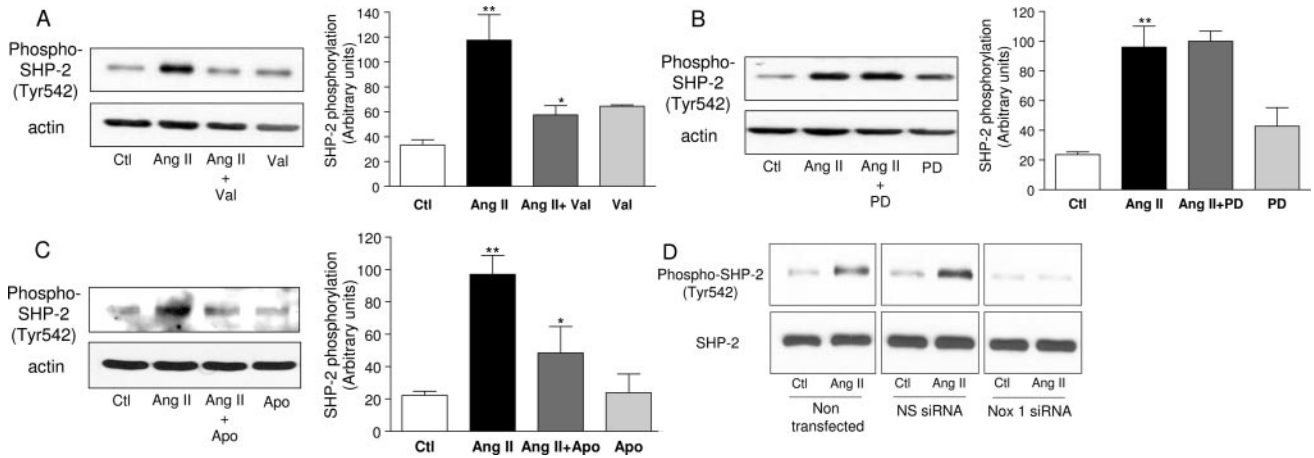 A
Phospho-
SHP-2
(Tyr542)
actin
Ctl Ang II Ang II Val
+
Val
SHP-2 phosphorylation
(Arbitrary units)
140
120
100
80
60
40
20
0
**
*
Ctl Ang II Ang II+ Val Val
B
Phospho-
SHP-2
(Tyr542)
actin
Ctl Ang II Ang II PD
+
PD
SHP-2 phosphorylation
(Arbitrary units)
120
100
80
60
40
20
0
**
Ctl Ang II Ang II+PD PD
C
Phospho-
SHP-2
(Tyr542)
actin
Ctl Ang II Ang II Apo
+
Apo
SHP-2 phosphorylation
(Arbitrary units)
120
100
80
60
40
20
0
**
*
Ctl Ang II Ang II+Apo Apo
D
Phospho-SHP-2
(Tyr542)
SHP-2
Ctl Ang II Ctl Ang II Ctl Ang II
Non
transfected
NS siRNA
Nox 1 siRNA